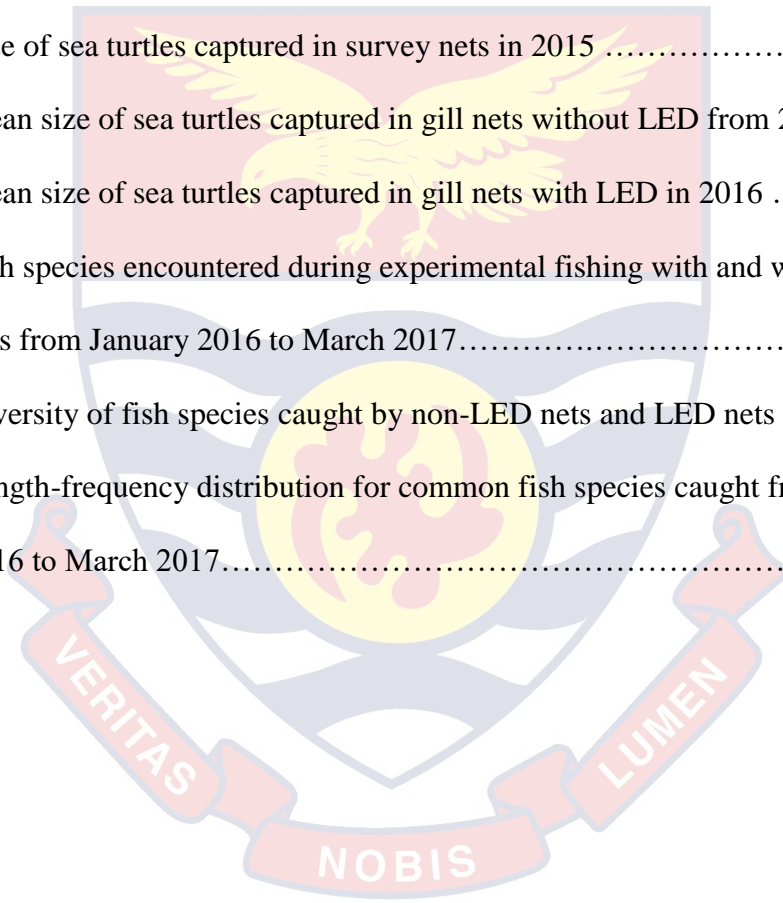 e of sea turtles captured in survey nets in 2015 ……………………
ean size of sea turtles captured in gill nets without LED from 2
ean size of sea turtles captured in gill nets with LED in 2016 .
h species encountered during experimental fishing with and w
s from January 2016 to March 2017………………………………
versity of fish species caught by non-LED nets and LED nets
ngth-frequency distribution for common fish species caught fr
16 to March 2017……………………………………………………
VERITAS
NOBIS
LUMEN